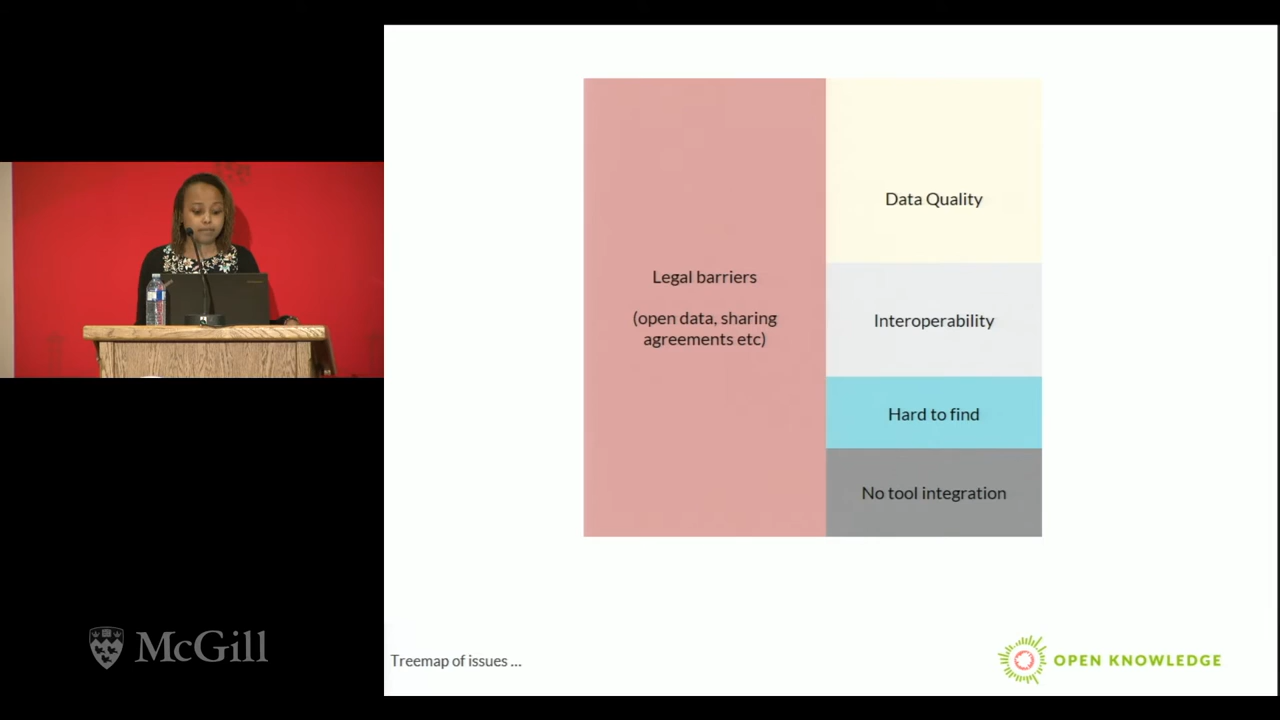 Legal barriers
(open data, sharing
agreements etc)
Data Quality
Interoperability
Hard to find
No tool integration
McGill
Treemap of issues ...
OPEN KNOWLEDGE